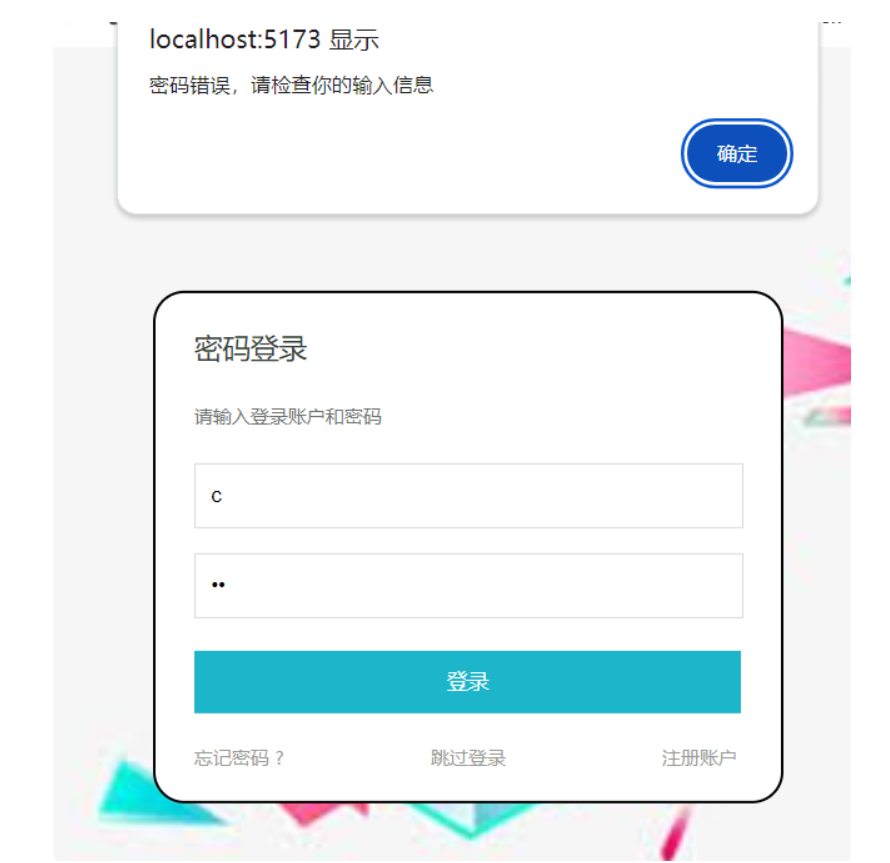 localhost:5173 显示
密码错误，请检查你的输入信息
确定
密码登录
请输入登录账户和密码
c
••
登录
忘记密码？ 跳过登录 注册账户